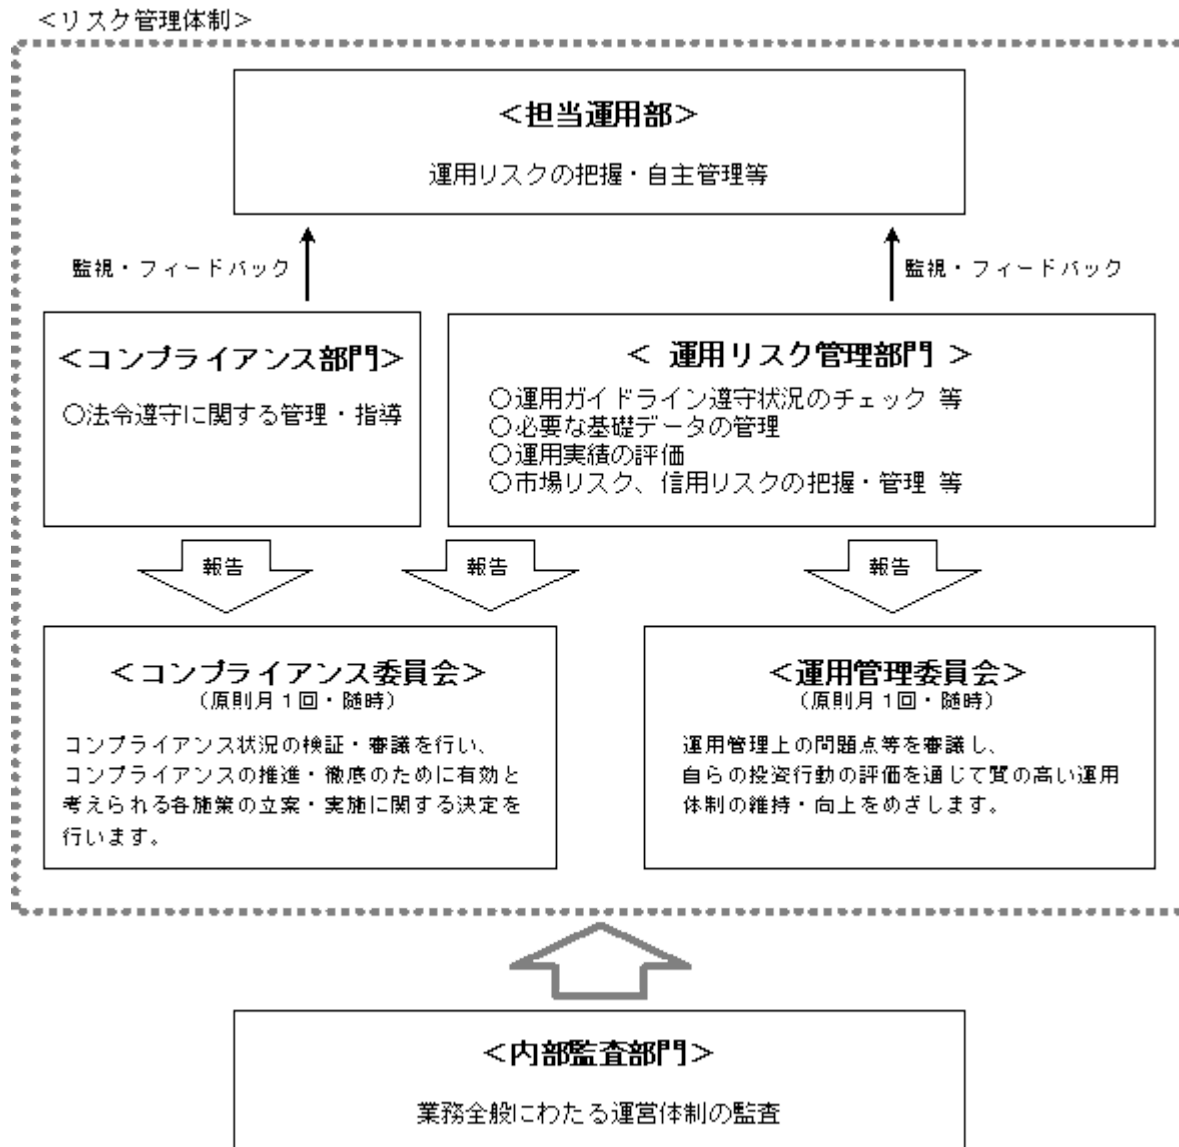 ＜リスク管理体制＞
＜担当運用部＞
運用リスクの把握・自主管理等
監視・フィードバック
監視・フィードバック
＜コンプライアンス部門＞
○法令遵守に関する管理・指導
＜ 運用リスク管理部門 ＞
○運用ガイドライン遵守状況のチェック 等
○必要な基礎データの管理
○運用実績の評価
○市場リスク、信用リスクの把握・管理 等
報告
報告
報告
＜コンプライアンス委員会＞
（原則月１回・随時）
コンプライアンス状況の検証・審議を行い、
コンプライアンスの推進・徹底のために有効と
考えられる各施策の立案・実施に関する決定を
行います。
＜運用管理委員会＞
（原則月１回・随時）
運用管理上の問題点等を審議し、
自らの投資行動の評価を通じて質の高い運用
体制の維持・向上をめざします。
＜内部監査部門＞
業務全般にわたる運営体制の監査